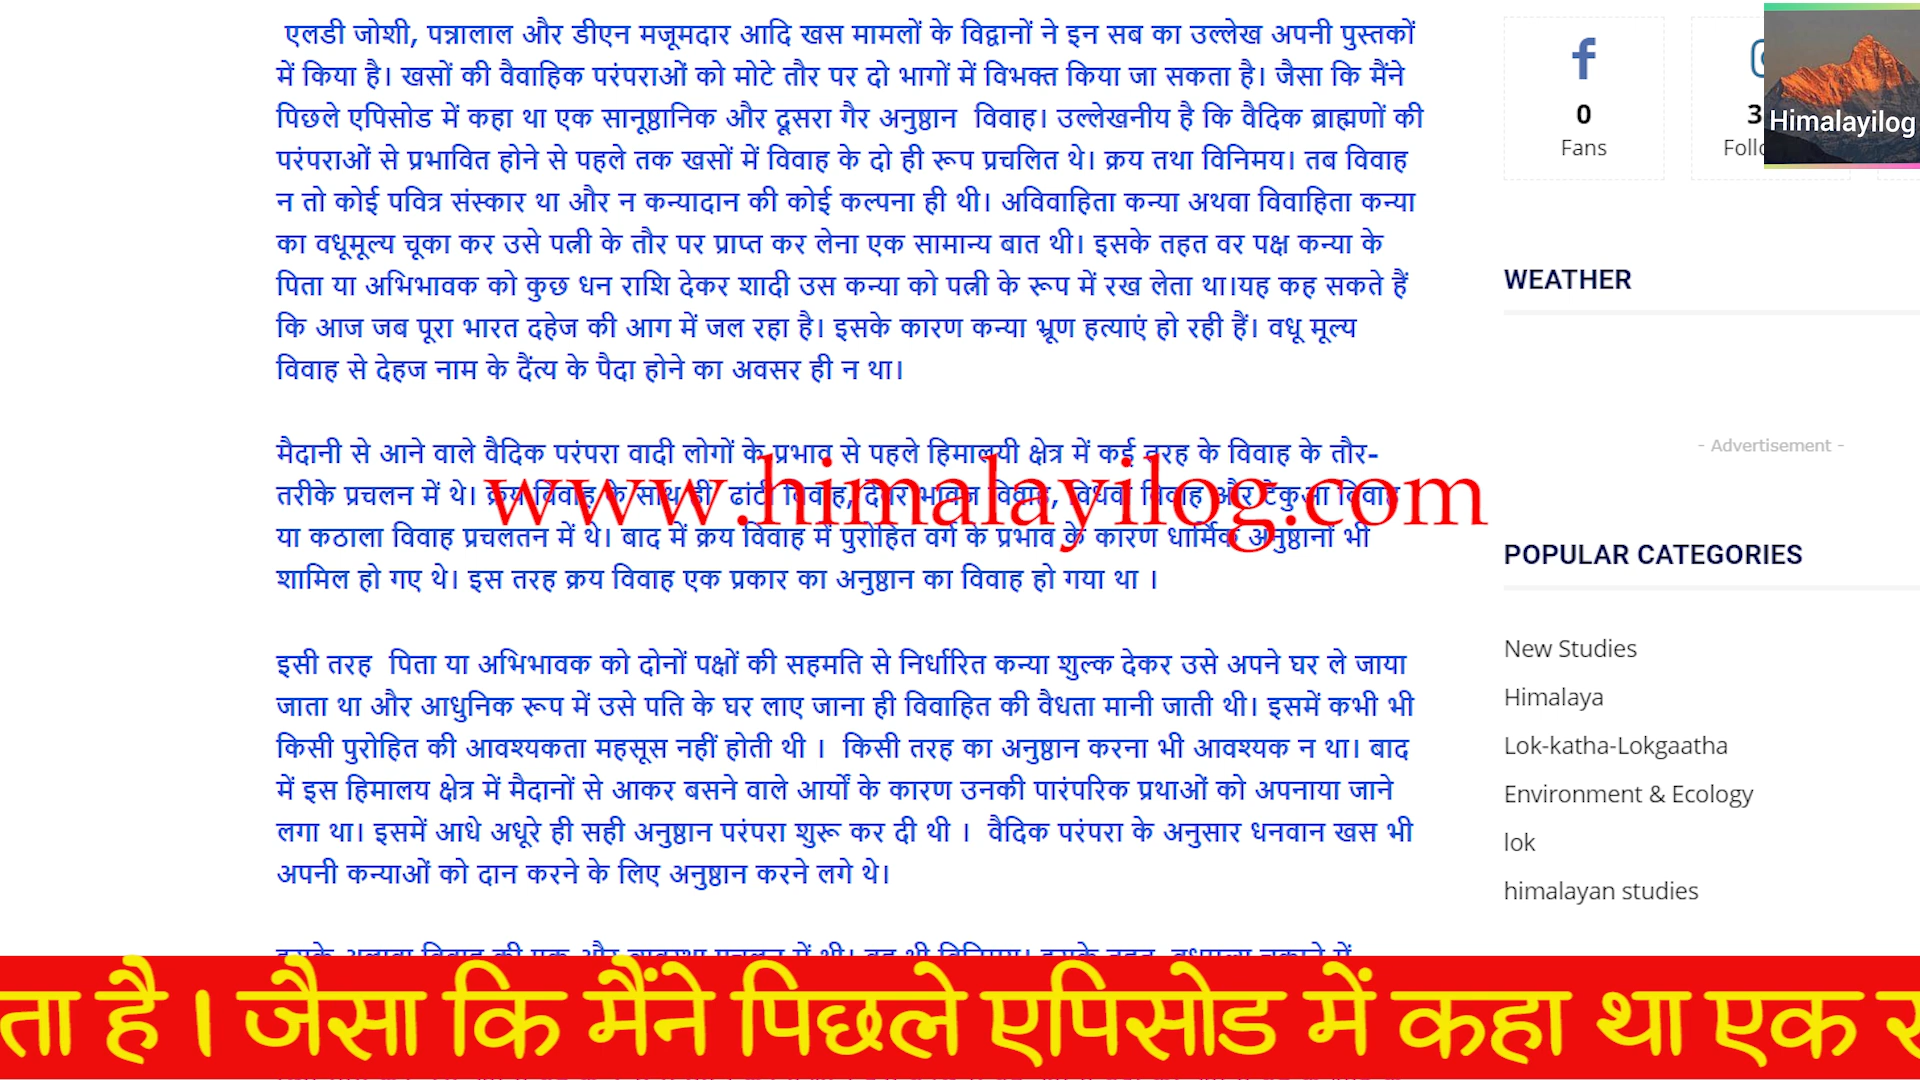 एलडी जोशी, पन्नालाल और डीएन मजूमदार आदि खस मामलों के विद्वानों ने इन सब का उल्लेख अपनी पुस्तकों
में किया है। खसों की वैवाहिक परंपराओं को मोटे तौर पर दो भागों में विभक्त किया जा सकता है। जैसा कि मैंने
पिछले एपिसोड में कहा था एक सानूष्ठानिक और दूसरा गैर अनुष्ठान  विवाह। उल्लेखनीय है कि वैदिक ब्राह्मणों की
परंपराओं से प्रभावित होने से पहले तक खसों में विवाह के दो ही रूप प्रचलित थे। क्रय तथा विनिमय। तब विवाह
न तो कोई पवित्र संस्कार था और न कन्यादान की कोई कल्पना ही थी। अविवाहिता कन्या अथवा विवाहिता कन्या
का वधूमूल्य चूका कर उसे पत्नी के तौर पर प्राप्त कर लेना एक सामान्य बात थी। इसके तहत वर पक्ष कन्या के
पिता या अभिभावक को कुछ धन राशि देकर शादी उस कन्या को पत्नी के रूप में रख लेता था।यह कह सकते हैं
कि आज जब पूरा भारत दहेज की आग में जल रहा है। इसके कारण कन्या भ्रूण हत्याएं हो रही हैं। वधू मूल्य
विवाह से देहज नाम के दैंत्य के पैदा होने का अवसर ही न था।
मैदानी से आने वाले वैदिक परंपरा वादी लोगों के प्रभाव से पहले हिमालयी क्षेत्र में कई तरह के विवाह के तौर-
तरीके प्रचलन में थे। क्रय विवाह के साथ ही  ढांटी विवाह, देवर भावज विवाह, विधवा विवाह और टेकुआ विवाह
या कठाला विवाह प्रचलतन में थे। बाद में क्रय विवाह में पुरोहित वर्ग के प्रभाव के कारण धार्मिक अनुष्ठानों भी
शामिल हो गए थे। इस तरह क्रय विवाह एक प्रकार का अनुष्ठान का विवाह हो गया था ।
www.himalayilog.com
इसी तरह  पिता या अभिभावक को दोनों पक्षों की सहमति से निर्धारित कन्या शुल्क देकर उसे अपने घर ले जाया
जाता था और आधुनिक रूप में उसे पति के घर लाए जाना ही विवाहित की वैधता मानी जाती थी। इसमें कभी भी
किसी पुरोहित की आवश्यकता महसूस नहीं होती थी ।  किसी तरह का अनुष्ठान करना भी आवश्यक न था। बाद
में इस हिमालय क्षेत्र में मैदानों से आकर बसने वाले आर्यों के कारण उनकी पारंपरिक प्रथाओं को अपनाया जाने
लगा था। इसमें आधे अधूरे ही सही अनुष्ठान परंपरा शुरू कर दी थी ।  वैदिक परंपरा के अनुसार धनवान खस भी
अपनी कन्याओं को दान करने के लिए अनुष्ठान करने लगे थे।
0
Fans
3
Himalayilog
WEATHER
- Advertisement -
POPULAR CATEGORIES
New Studies
Himalaya
Lok-katha-Lokgaatha
Environment & Ecology
lok
himalayan studies
ता है । जैसा कि मैंने पिछले एपिसोड में कहा था एक